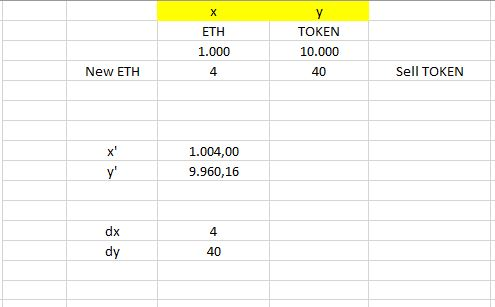 x y
ETH TOKEN
1.000 10.000
New ETH 4 40 Sell TOKEN
x' 1.004,00
y' 9.960,16
dx 4
dy 40